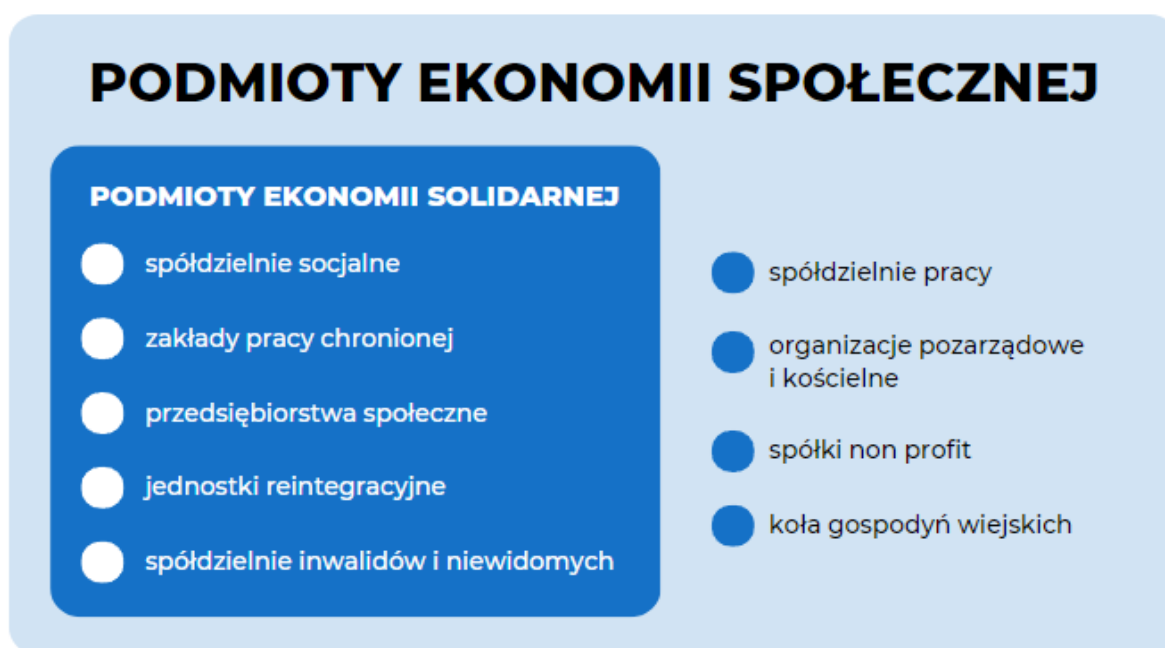 PODMIOTY EKONOMII SPOŁECZNEJ
PODMIOTY EKONOMII SOLIDARNEJ
spółdzielnie socjalne
zakłady pracy chronionej
przedsiębiorstwa społeczne
jednostki reintegracyjne
spółdzielnie inwalidów i niewidomych
spółdzielnie pracy
organizacje pozarządowe
i kościelne
spółki non profit
koła gospodyń wiejskich